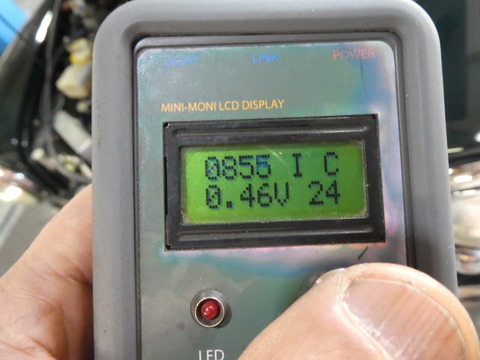 LINK
POWER
MINI-MONI LCD DISPLAY
0855 I C
0.46V 24
LED